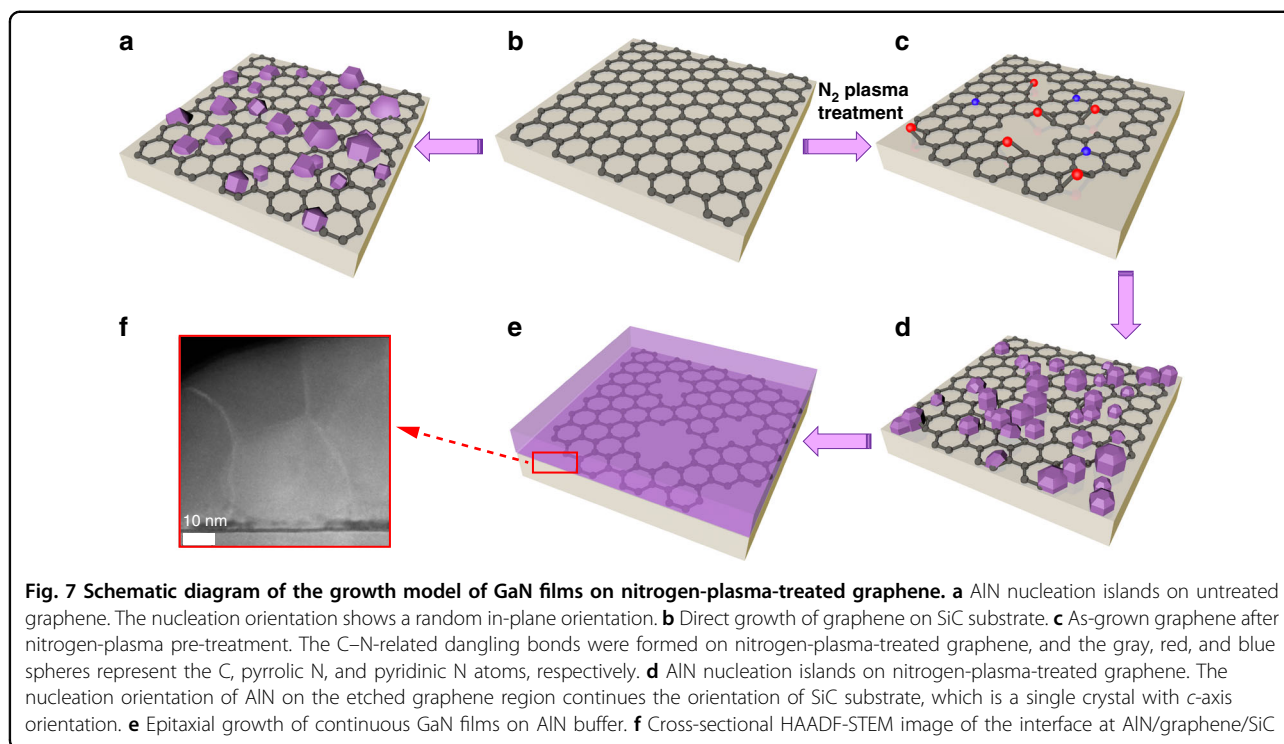 a
b
c
N2 plasma
treatment
f
e
d
10 nm
Fig. 7 Schematic diagram of the growth model of GaN films on nitrogen-plasma-treated graphene. a AlN nucleation islands on untreated
graphene. The nucleation orientation shows a random in-plane orientation. b Direct growth of graphene on SiC substrate. c As-grown graphene after
nitrogen-plasma pre-treatment. The C–N-related dangling bonds were formed on nitrogen-plasma-treated graphene, and the gray, red, and blue
spheres represent the C, pyrrolic N, and pyridinic N atoms, respectively. d AlN nucleation islands on nitrogen-plasma-treated graphene. The
nucleation orientation of AlN on the etched graphene region continues the orientation of SiC substrate, which is a single crystal with c-axis
orientation. e Epitaxial growth of continuous GaN films on AlN buffer. f Cross-sectional HAADF-STEM image of the interface at AlN/graphene/SiC